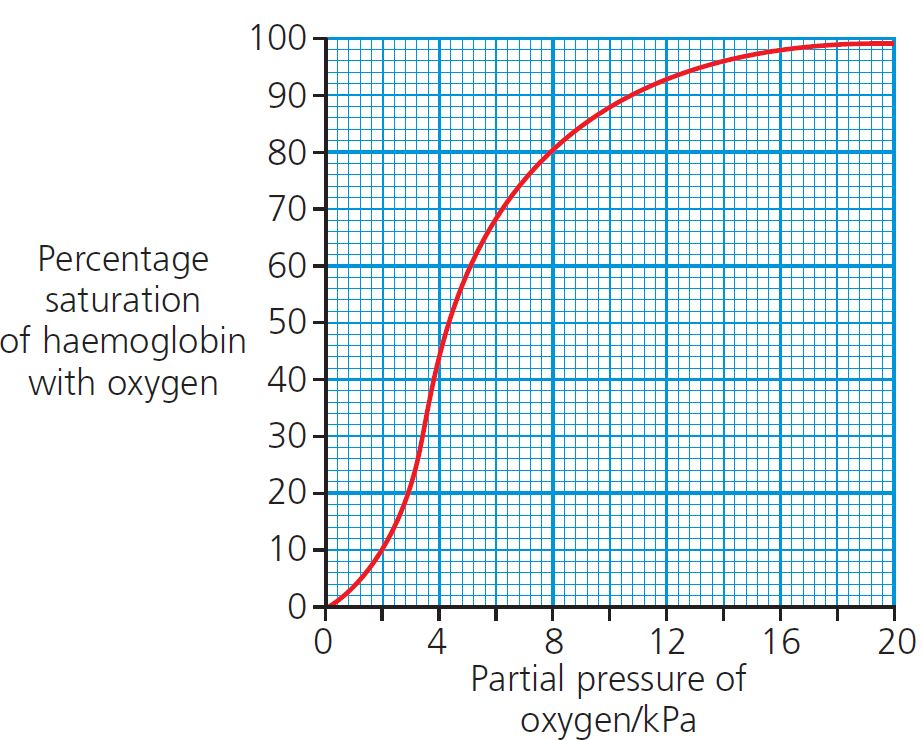 100
90
80
70
60
50
40
30
20
10
0
Percentage
saturation
of haemoglobin
with oxygen
0 4 8 12 16 20
Partial pressure of
oxygen/kPa